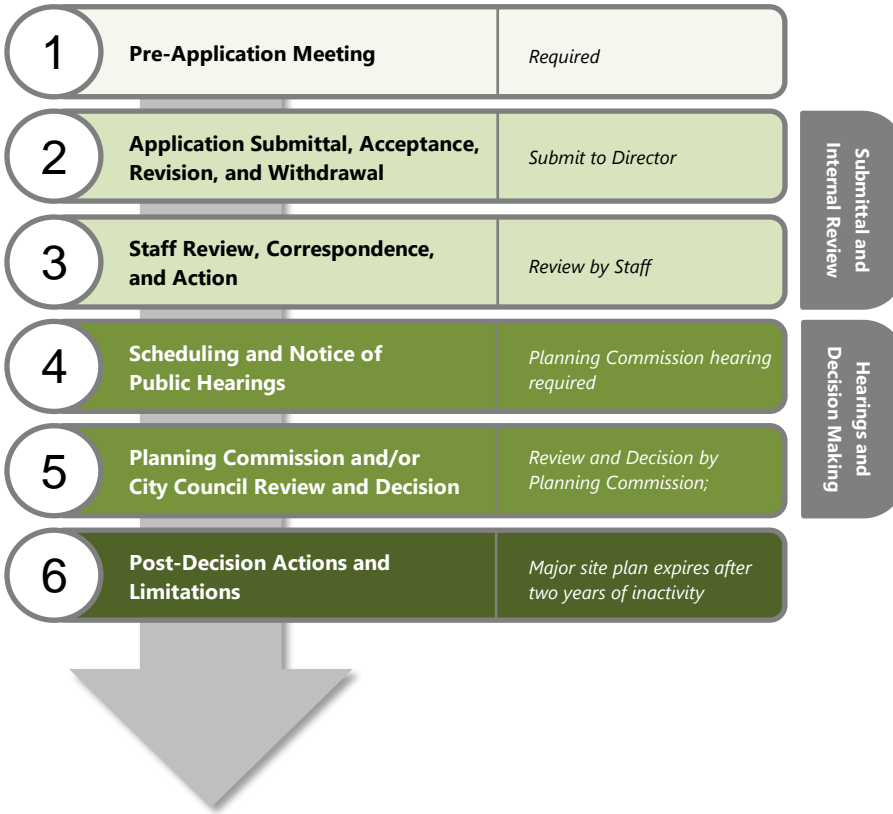 1
Pre-Application Meeting
Required
2
Application Submittal, Acceptance,
Revision, and Withdrawal
Submit to Director
3
Staff Review, Correspondence,
and Action
Review by Staff
Submittal and
Internal Review
4
Scheduling and Notice of
Public Hearings
Planning Commission hearing
required
5
Planning Commission and/or
City Council Review and Decision
Review and Decision by
Planning Commission;
Hearings and
Decision Making
6
Post-Decision Actions and
Limitations
Major site plan expires after
two years of inactivity